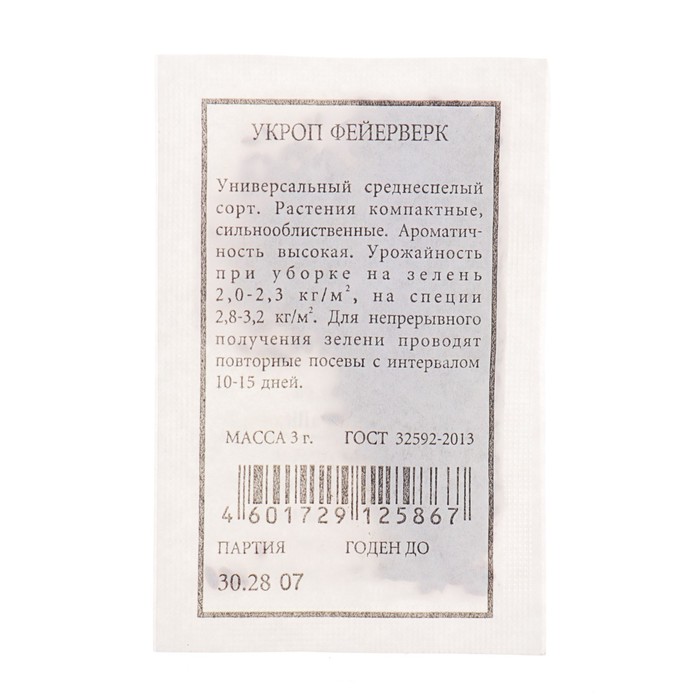 УКРОП ФЕЙЕРВЕРК
Универсальный среднеспелый
сорт. Растения компактные,
сильнооблиственные. Ароматич-
ность высокая. Урожайность
при уборке на зелень
2,0-2,3 кг/м², на специи
2,8-3,2 кг/м². Для непрерывного
получения зелени проводят
повторные посевы с интервалом
10-15 дней.
МАССА 3 г. ГОСТ 32592-2013
4 601729 125867
ПАРТИЯ ГОДЕН ДО
30.28 07